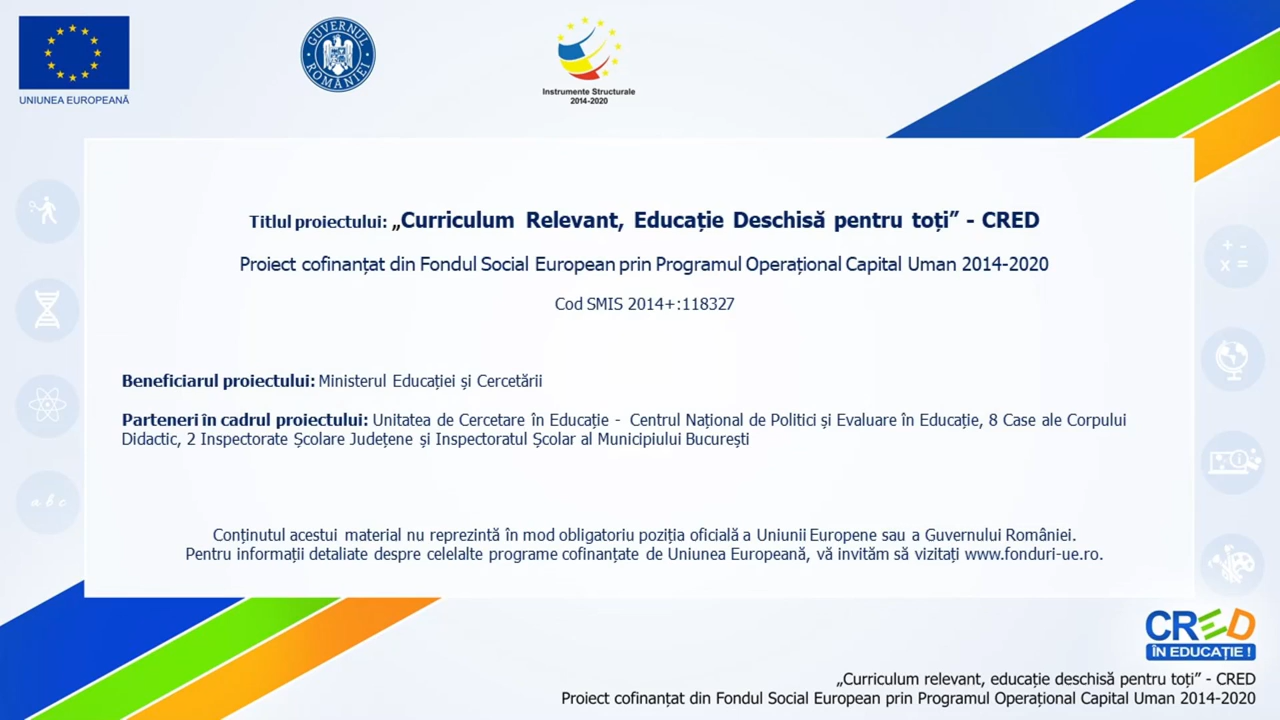 UNIUNEA EUROPEANĂ
GUVERNUL ROMÂNIEI
Instrumente Structurale
2014-2020
Titlul proiectului: „Curriculum Relevant, Educație Deschisă pentru toți” - CRED
Proiect cofinanțat din Fondul Social European prin Programul Operațional Capital Uman 2014-2020
Cod SMIS 2014+:118327
+ -
x =
Beneficiarul proiectului: Ministerul Educației și Cercetării
Parteneri în cadrul proiectului: Unitatea de Cercetare în Educație - Centrul Național de Politici și Evaluare în Educație, 8 Case ale Corpului
Didactic, 2 Inspectorate Școlare Județene și Inspectoratul Școlar al Municipiului București
a b c
Conținutul acestui material nu reprezintă în mod obligatoriu poziția oficială a Uniunii Europene sau a Guvernului României.
Pentru informații detaliate despre celelalte programe cofinanțate de Uniunea Europeană, vă invităm să vizitați www.fonduri-ue.ro.
CRED
ÎN EDUCAȚIE !
„Curriculum relevant, educație deschisă pentru toți” - CRED
Proiect cofinanțat din Fondul Social European prin Programul Operațional Capital Uman 2014-2020